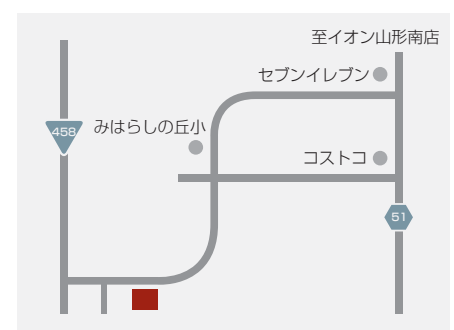 至イオン山形南店
セブンイレブン
458
みはらしの丘小
コストコ
51